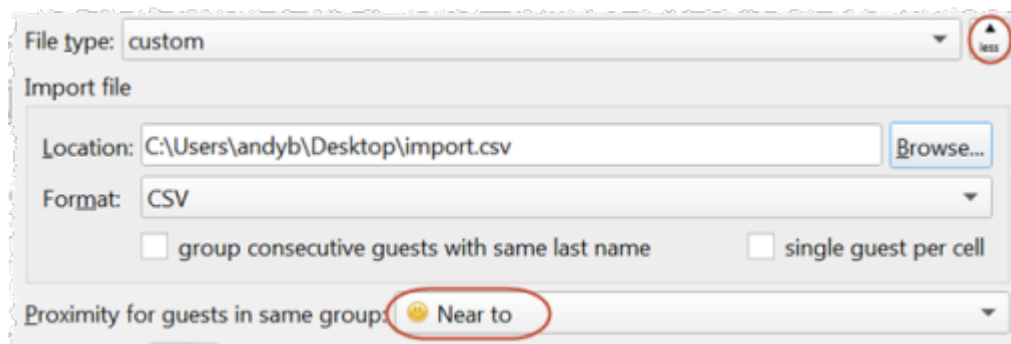 File type: custom
less
Import file
Location: C:\Users\andyb\Desktop\import.csv Browse...
Format: CSV
group consecutive guests with same last name single guest per cell
Proximity for guests in same group: Near to